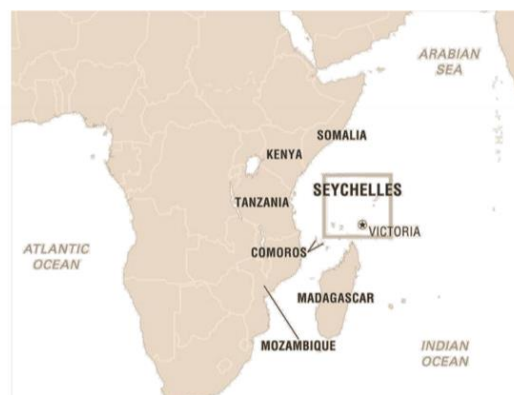 ARABIAN
SEA
SOMALIA
KENYA
SEYCHELLES
TANZANIA
VICTORIA
ATLANTIC
OCEAN
COMOROS
MADAGASCAR
MOZAMBIQUE
INDIAN
OCEAN